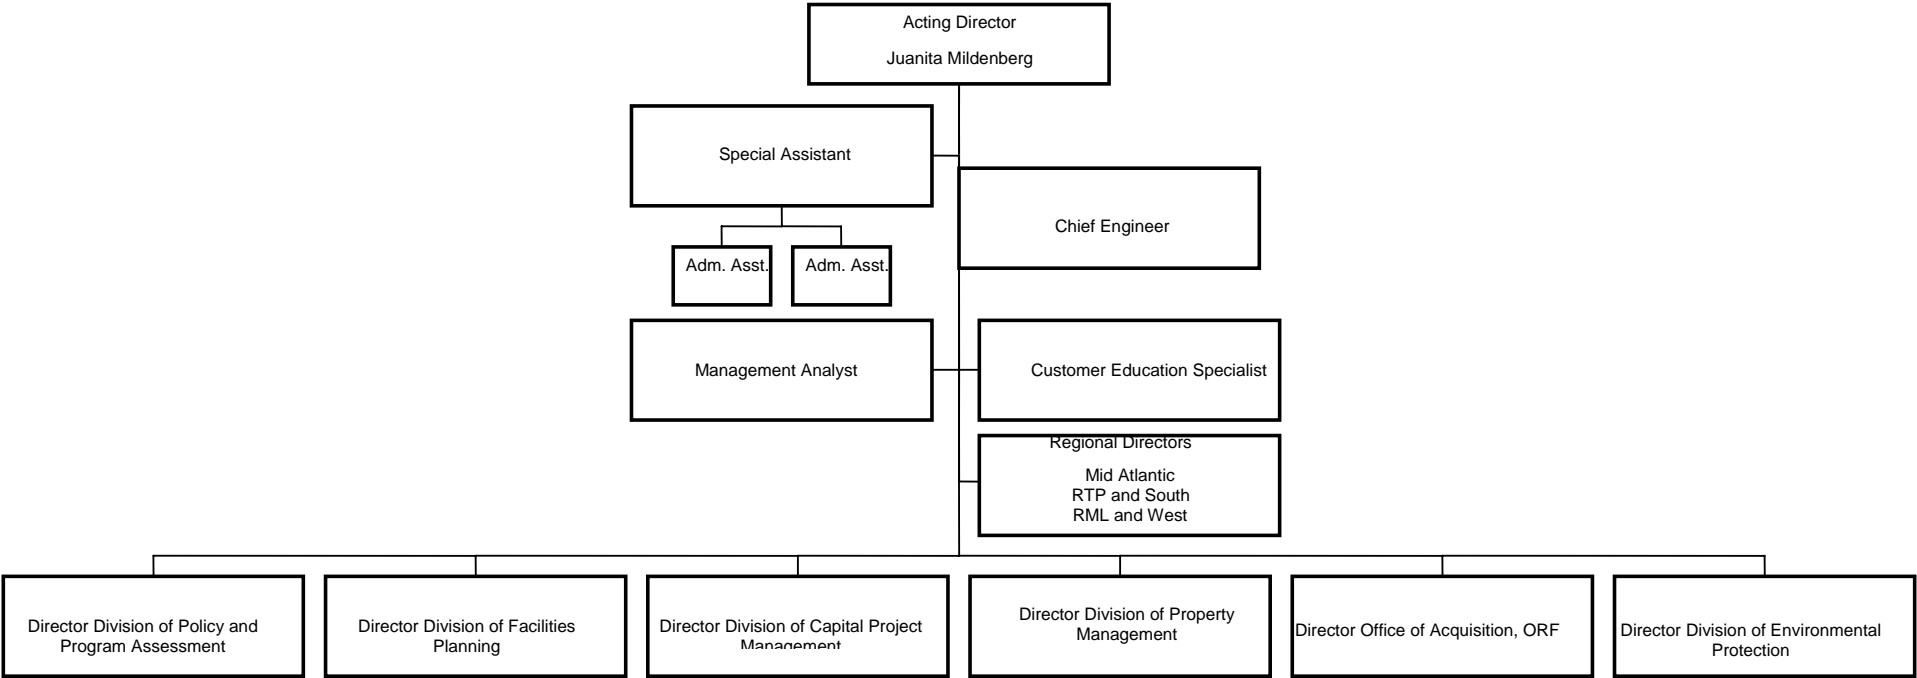 Acting Director
Juanita Mildenberg
Special Assistant
Chief Engineer
Adm. Asst.
Adm. Asst.
Management Analyst
Customer Education Specialist
Regional Directors
Mid Atlantic
RTP and South
RML and West
Director Division of Policy and
Program Assessment
Director Division of Facilities
Planning
Director Division of Capital Project
Management
Director Division of Property
Management
Director Office of Acquisition, ORF
Director Division of Environmental
Protection